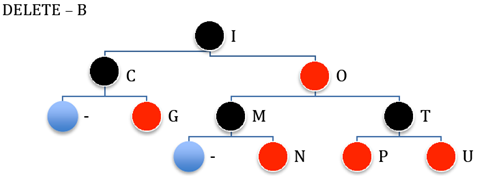 DELETE – B
I
C O
- G M T
- N P U